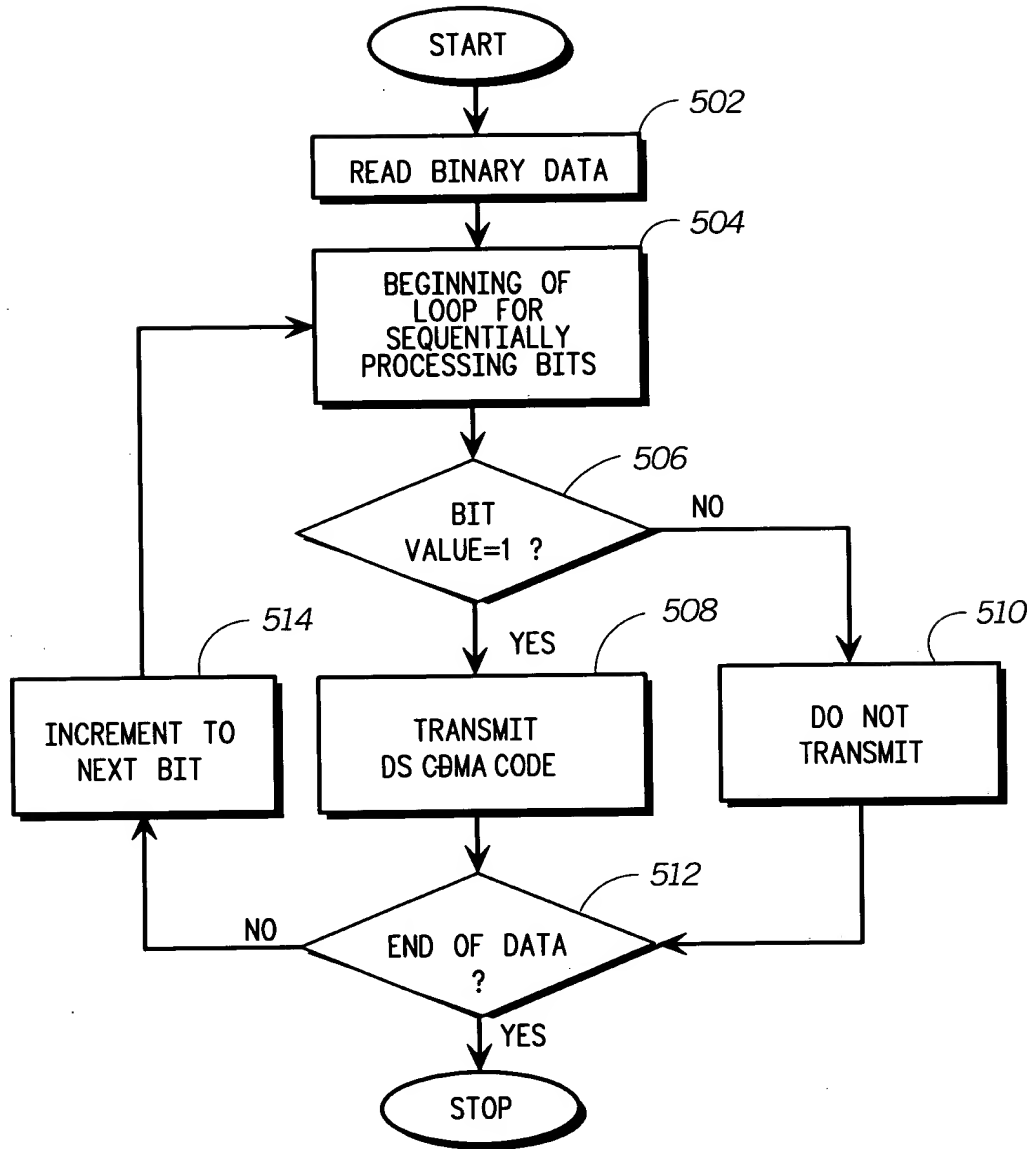 START
502
READ BINARY DATA
504
BEGINNING OF
LOOP FOR
SEQUENTIALLY
PROCESSING BITS
506
BIT
VALUE=1 ?
NO
YES
508
510
514
INCREMENT TO
NEXT BIT
TRANSMIT
DS CDMA CODE
DO NOT
TRANSMIT
512
NO
END OF DATA
?
YES
STOP